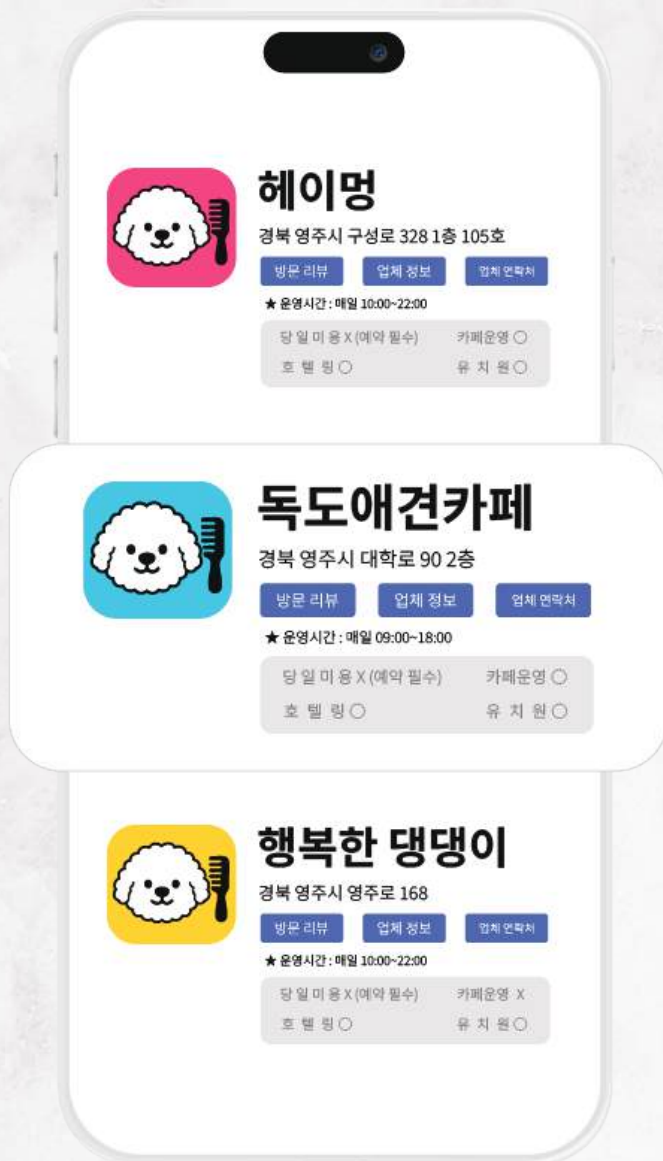 헤이멍
경북 영주시 구성로 328 1층 105호
방문 리뷰 업체 정보 업체 연락처
★ 운영시간 : 매일 10:00~22:00
당일미용X(예약 필수) 카페운영○
호텔링○ 유치원○
독도애견카페
경북 영주시 대학로 90 2층
방문 리뷰 업체 정보 업체 연락처
★ 운영시간 : 매일 09:00~18:00
당일미용X(예약 필수) 카페운영○
호텔링○ 유치원○
행복한 댕댕이
경북 영주시 영주로 168
방문 리뷰 업체 정보 업체 연락처
★ 운영시간 : 매일 10:00~22:00
당일미용X(예약 필수) 카페운영 X
호텔링○ 유치원○